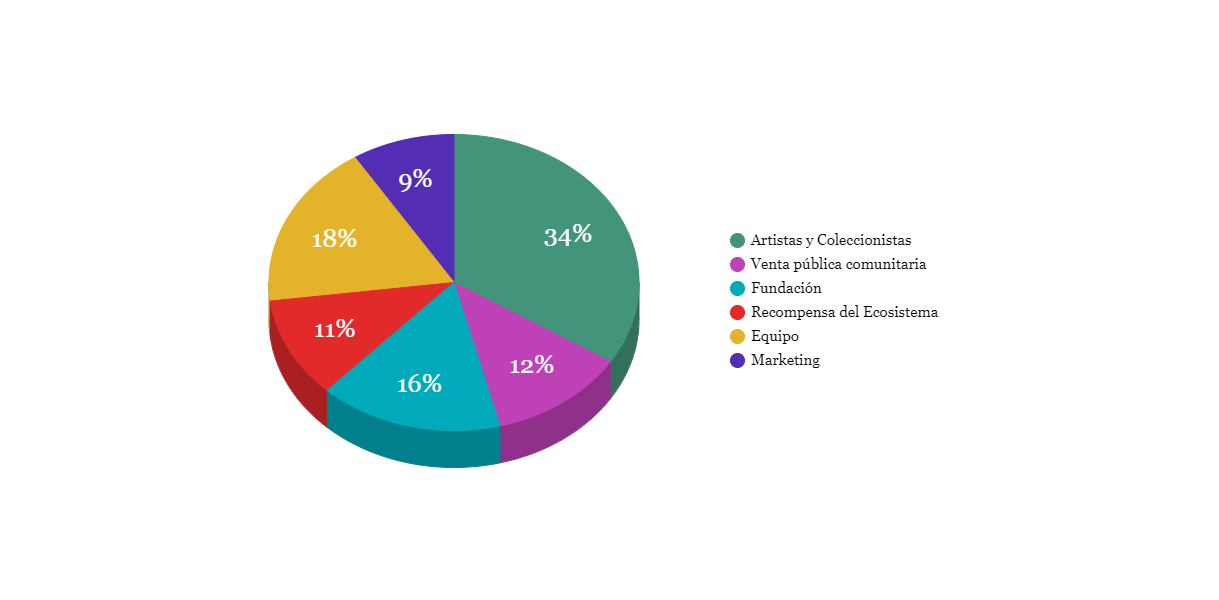 9%
34%
18%
11%
12%
16%
Artistas y Coleccionistas
Venta pública comunitaria
Fundación
Recompensa del Ecosistema
Equipo
Marketing